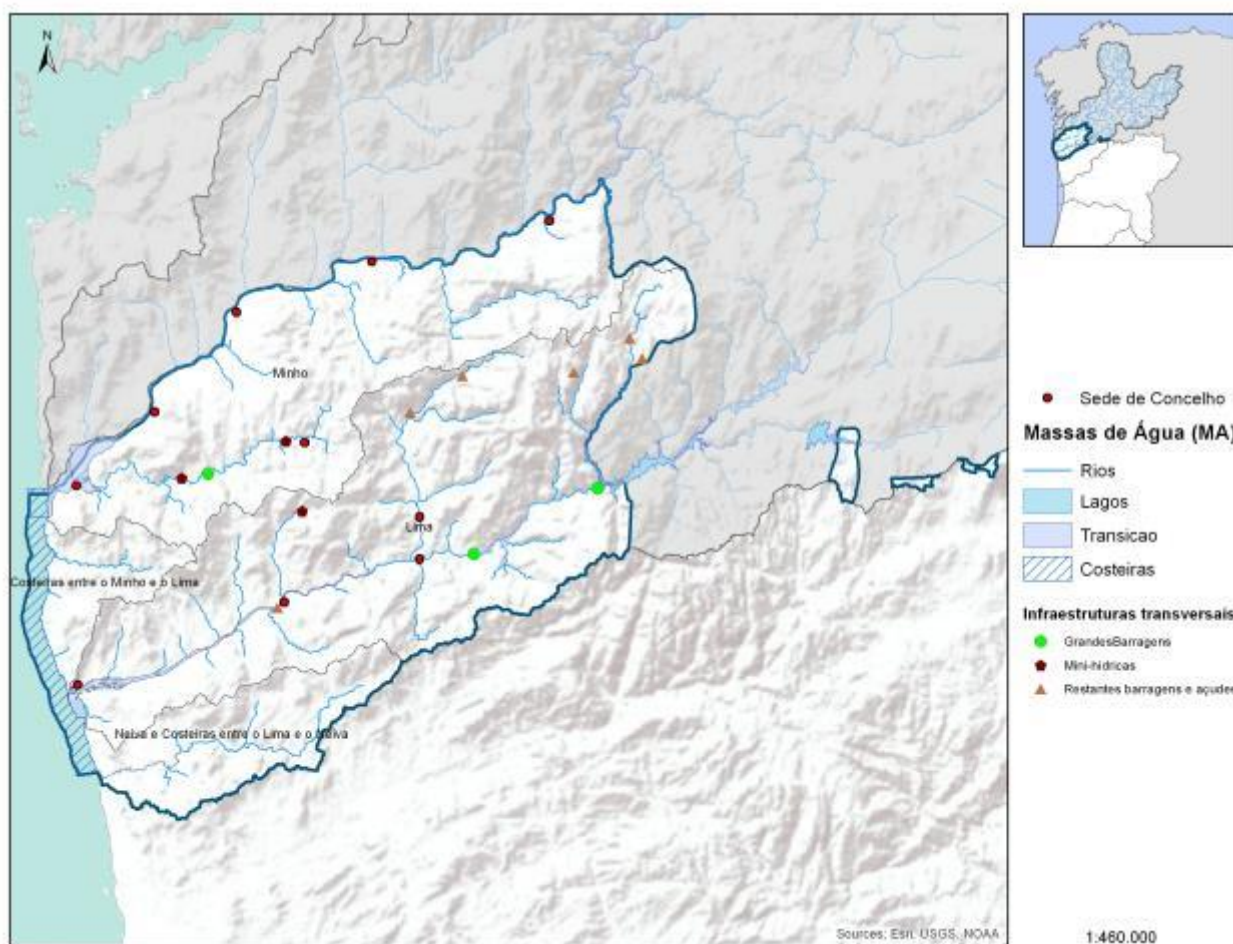 N
Minho
Lima
Costeiras entre o Minho e o Lima
Neiva e Costeiras entre o Lima e o Neiva
Sources: Esri, USGS, NOAA
Sede de Concelho
Massas de Água (MA)
Rios
Lagos
Transicao
Costeiras
Infraestruturas transversais
GrandesBarragens
Mini-hidricas
Restantes barragens e açudes
1:460.000